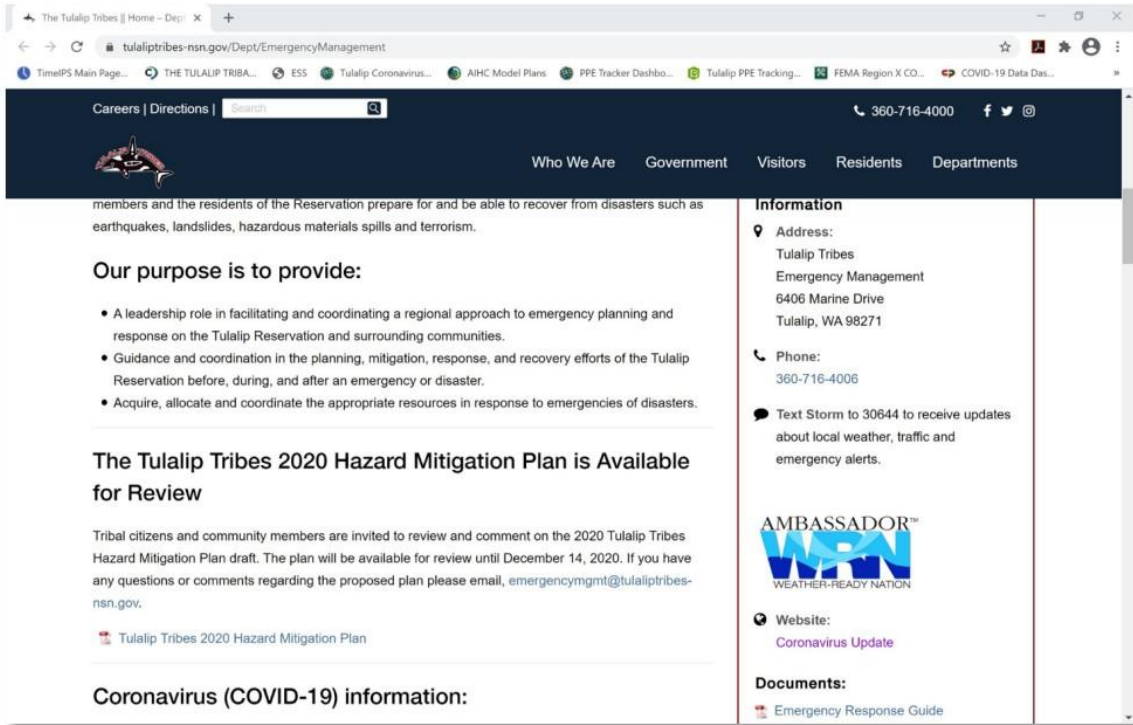 The Tulalip Tribes || Home – Dept
tulaliptribes-nsn.gov/Dept/EmergencyManagement
TimeIPS Main Page... THE TULALIP TRIBA... ESS Tulalip Coronavirus... AIHC Model Plans PPE Tracker Dashbo... Tulalip PPE Tracking... FEMA Region X CO... COVID-19 Data Das...
Careers | Directions | Search
360-716-4000
Who We Are Government Visitors Residents Departments
members and the residents of the Reservation prepare for and be able to recover from disasters such as
earthquakes, landslides, hazardous materials spills and terrorism.
Our purpose is to provide:
• A leadership role in facilitating and coordinating a regional approach to emergency planning and
response on the Tulalip Reservation and surrounding communities.
• Guidance and coordination in the planning, mitigation, response, and recovery efforts of the Tulalip
Reservation before, during, and after an emergency or disaster.
• Acquire, allocate and coordinate the appropriate resources in response to emergencies of disasters.
The Tulalip Tribes 2020 Hazard Mitigation Plan is Available
for Review
Tribal citizens and community members are invited to review and comment on the 2020 Tulalip Tribes
Hazard Mitigation Plan draft. The plan will be available for review until December 14, 2020. If you have
any questions or comments regarding the proposed plan please email, emergencymgmt@tulaliptribes-
nsn.gov.
Tulalip Tribes 2020 Hazard Mitigation Plan
Coronavirus (COVID-19) information:
Information
Address:
Tulalip Tribes
Emergency Management
6406 Marine Drive
Tulalip, WA 98271
Phone:
360-716-4006
Text Storm to 30644 to receive updates
about local weather, traffic and
emergency alerts.
AMBASSADOR™
WRN
WEATHER-READY NATION
Website:
Coronavirus Update
Documents:
Emergency Response Guide